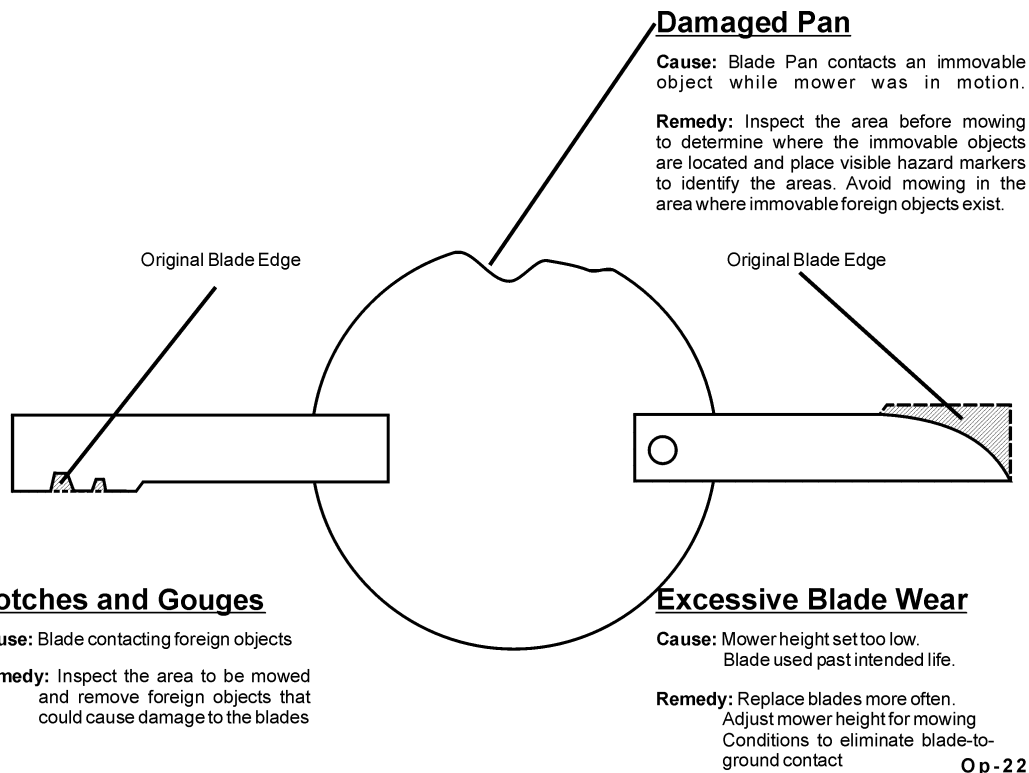 Damaged Pan
Cause: Blade Pan contacts an immovable
object while mower was in motion.
Remedy: Inspect the area before mowing
to determine where the immovable objects
are located and place visible hazard markers
to identify the areas. Avoid mowing in the
area where immovable foreign objects exist.
Original Blade Edge
Original Blade Edge
otches and Gouges
use: Blade contacting foreign objects
medy: Inspect the area to be mowed
and remove foreign objects that
could cause damage to the blades
Excessive Blade Wear
Cause: Mower height set too low.
Blade used past intended life.
Remedy: Replace blades more often.
Adjust mower height for mowing
Conditions to eliminate blade-to-
ground contact
Op-22